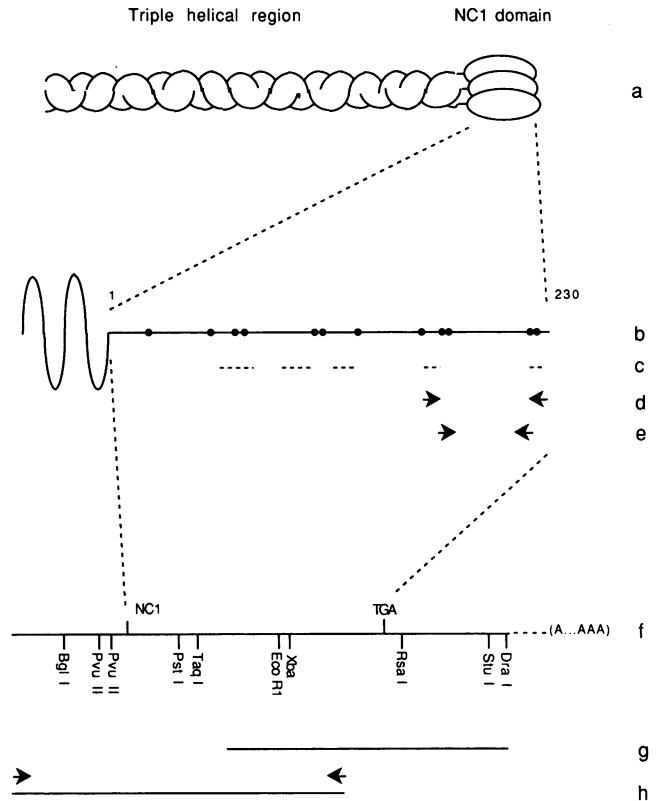 Triple helical region NC1 domain
a
1 230
b
c
d
e
NC1 TGA
(A...AAA) f
Bgl I Pvu II Pvu II Pst I Taq I Eco R1 Xba Rsa I Stu I Dra I
g
h